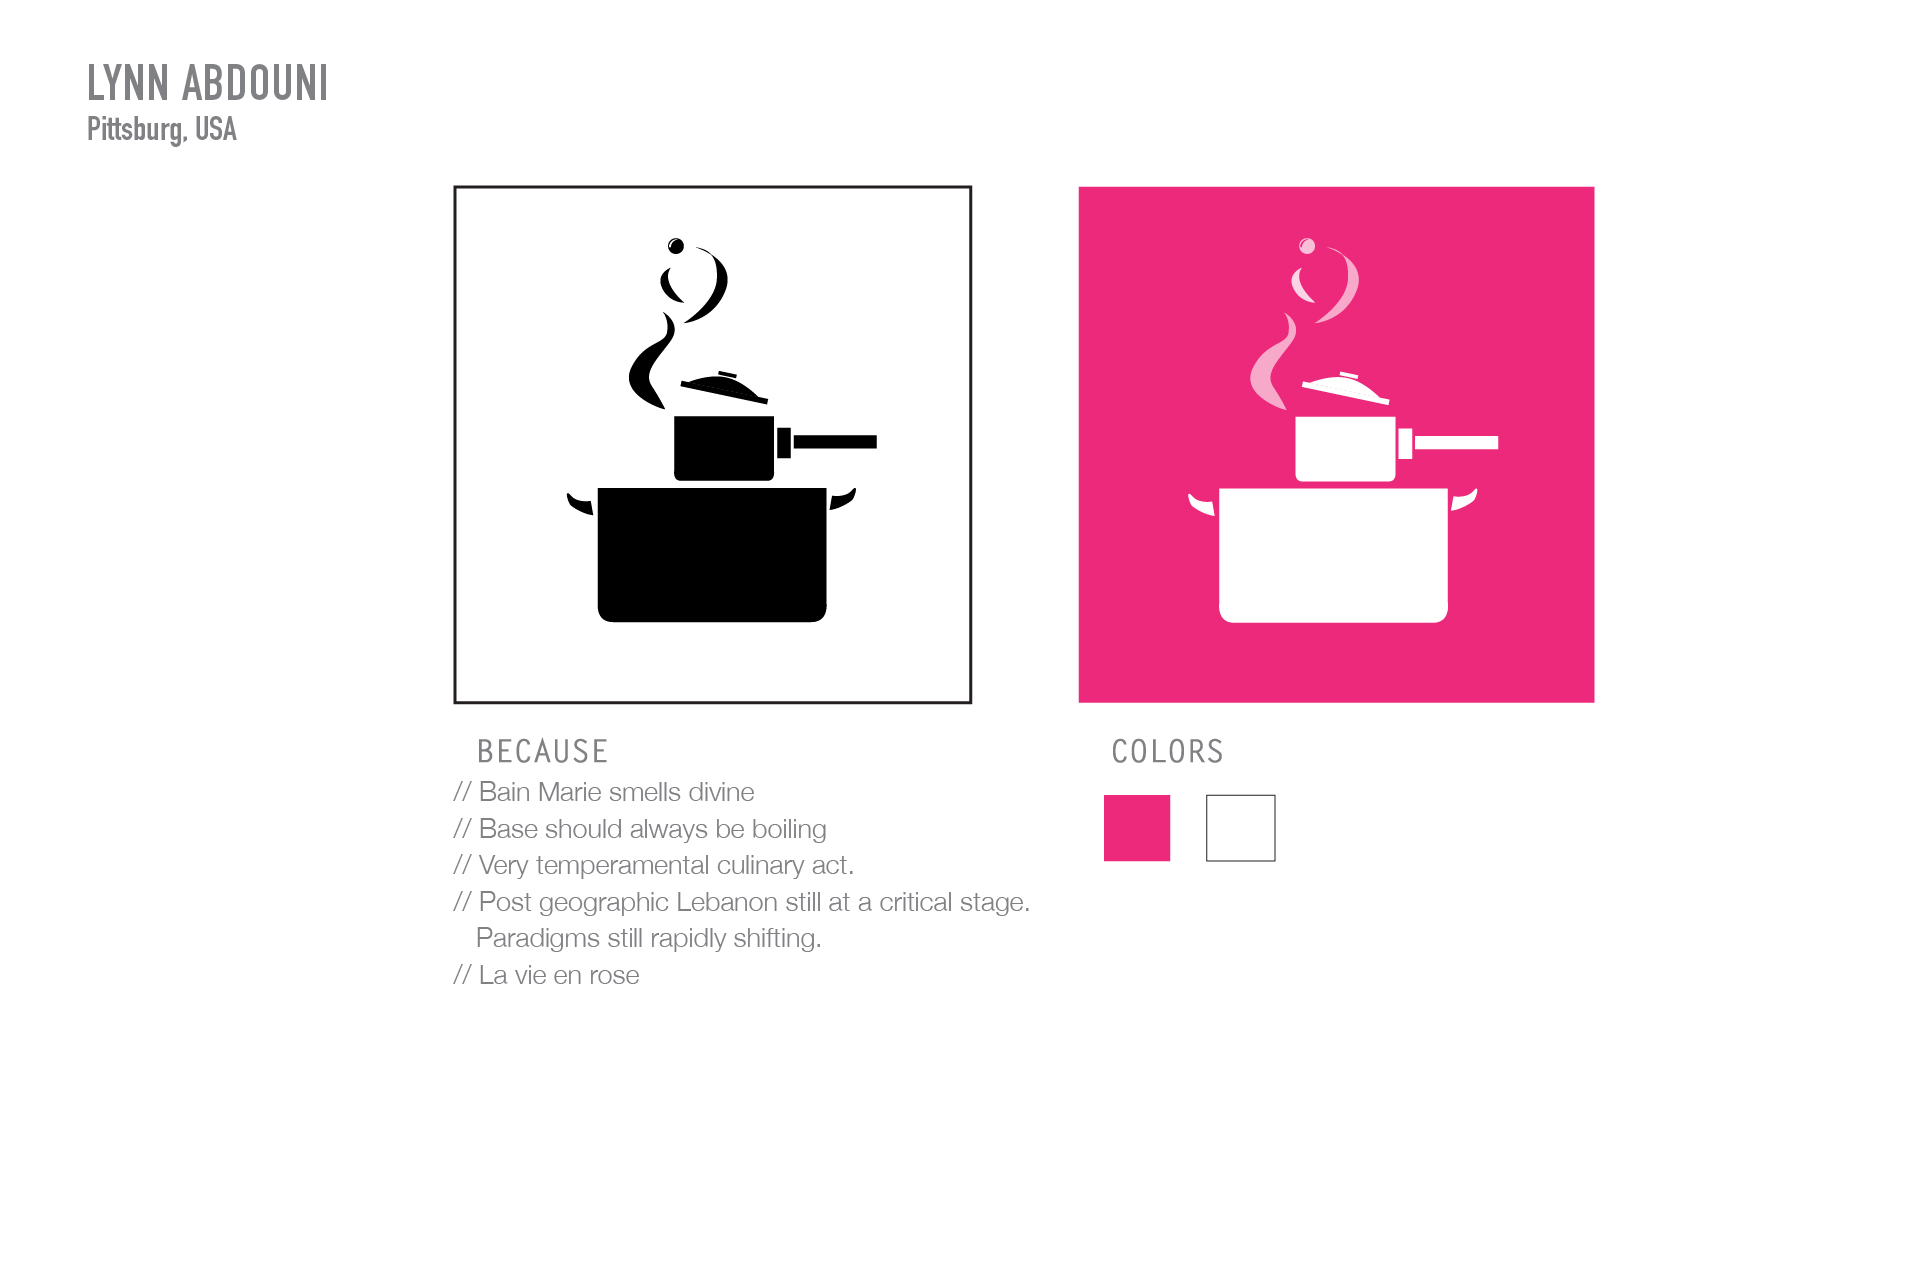 LYNN ABDOUNI
Pittsburg, USA
BECAUSE
// Bain Marie smells divine
// Base should always be boiling
// Very temperamental culinary act.
// Post geographic Lebanon still at a critical stage.
Paradigms still rapidly shifting.
// La vie en rose
COLORS